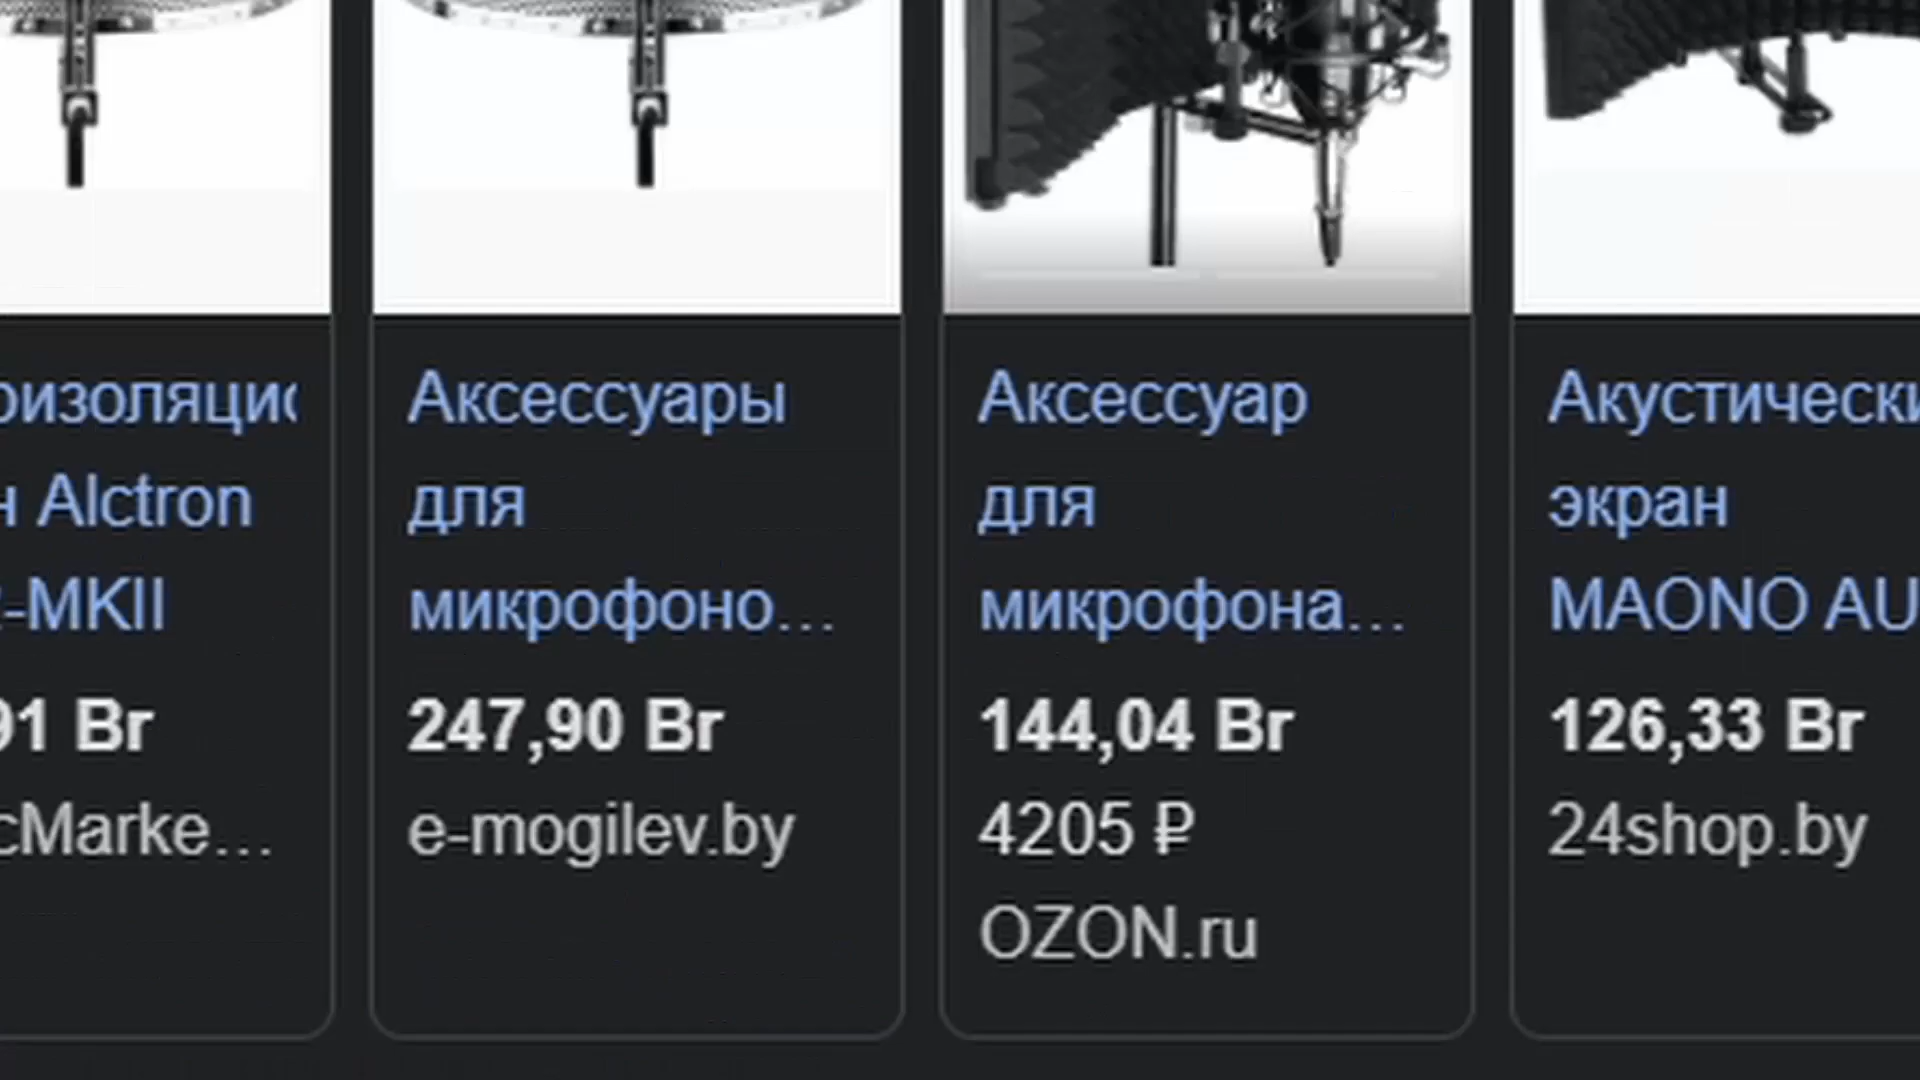 оизоляцио
н Alctron
-MKII
91 Br
cMarke...
Аксессуары
для
микрофоно...
247,90 Br
e-mogilev.by
Аксессуар
для
микрофона...
144,04 Br
4205 ₽
OZON.ru
Акустически
экран
MAONO AU
126,33 Br
24shop.by